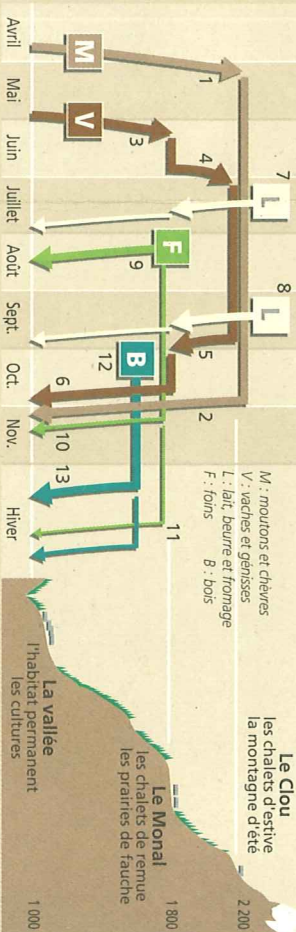 Avril
Mai
Juin
Juillet
Août
Sept.
Oct.
Nov.
Hiver
M
1
V
3
4
7
L
F
9
8
L
5
B
12
6
2
10
13
11
M : moutons et chèvres
V : vaches et génisses
L : lait, beurre et fromage
F : foins
B : bois
Le Clou
les chalets d'estive
la montagne d'été
Le Monal
les chalets de remue
les prairies de fauche
La vallée
l'habitat permanent
les cultures
2 200
1 800
1 000